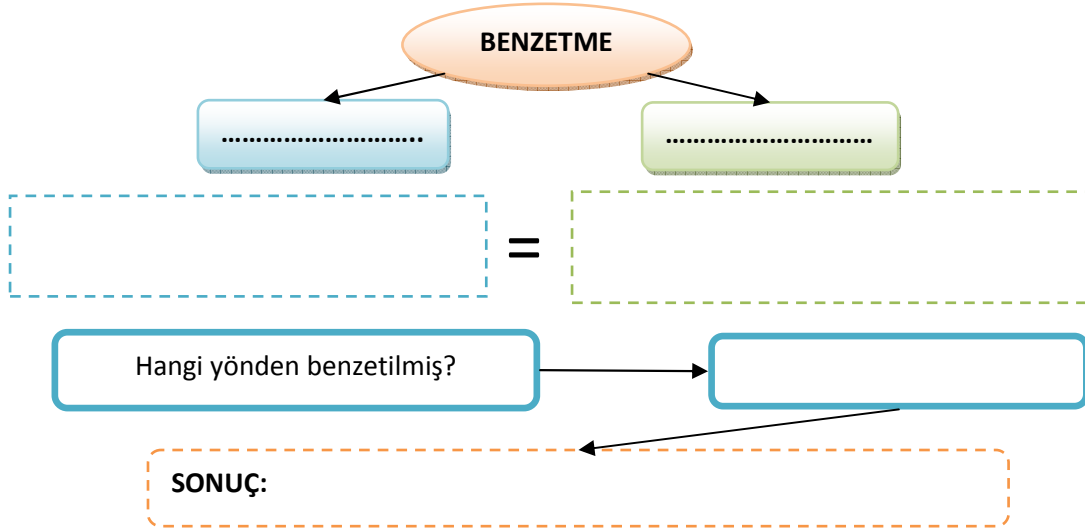 BENZETME
………………………..
…………………………
=
Hangi yönden benzetilmiş?
SONUÇ: